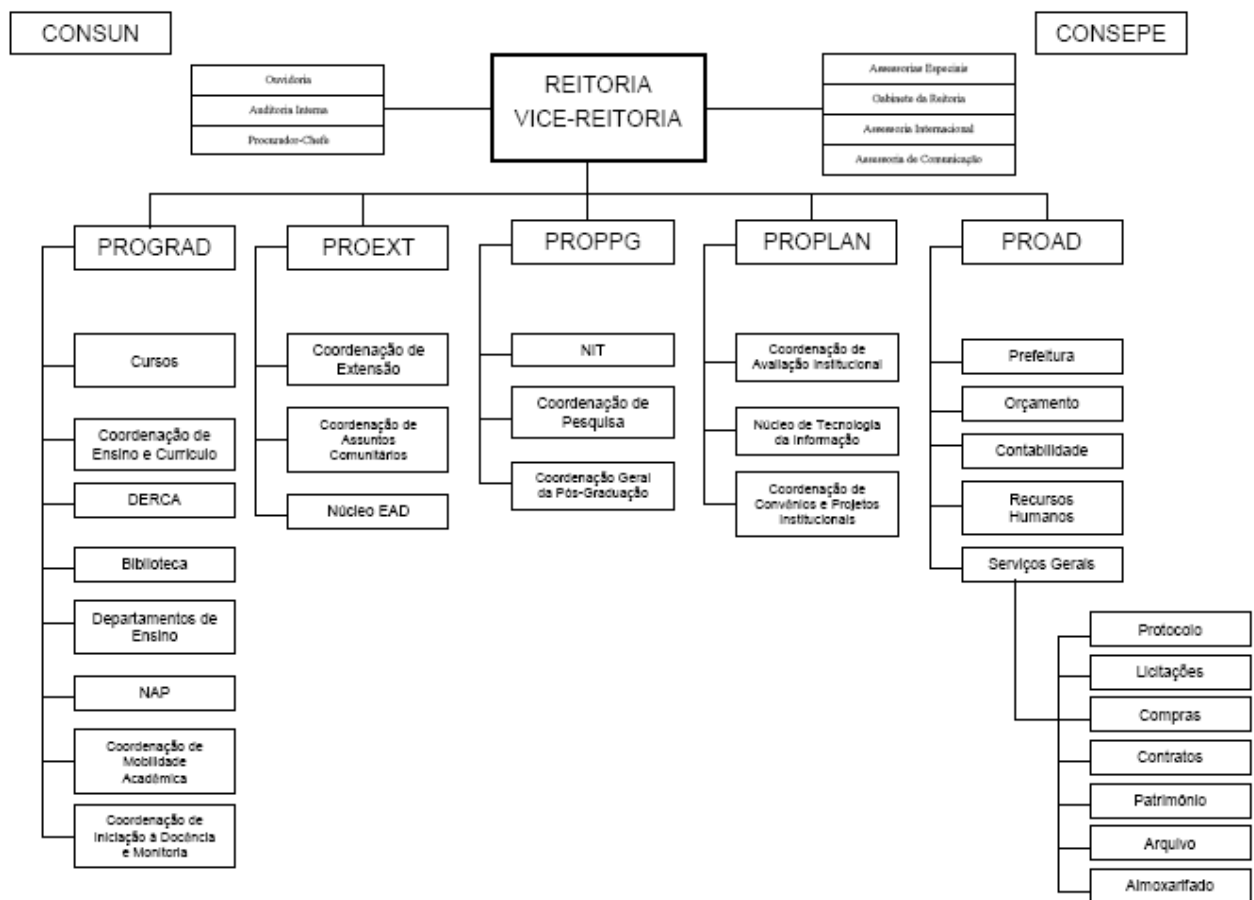 CONSUN
CONSEPE
Ouvidoria
Auditoria Interna
Procurador-Chefe
REITORIA
VICE-REITORIA
Assessorias Especiais
Gabinete da Reitoria
Assessoria Internacional
Assessoria de Comunicação
PROGRAD
PROEXT
PROPPG
PROPLAN
PROAD
Cursos
Coordenação de
Ensino e Currículo
DERCA
Biblioteca
Departamentos de
Ensino
NAP
Coordenação de
Mobilidade
Acadêmica
Coordenação de
Iniciação à Docência
e Monitoria
Coordenação de
Extensão
Coordenação de
Assuntos
Comunitários
Núcleo EAD
NIT
Coordenação de
Pesquisa
Coordenação Geral
da Pós-Graduação
Coordenação de
Avaliação Institucional
Núcleo de Tecnologia
da Informação
Coordenação de
Convênios e Projetos
Institucionais
Prefeitura
Orçamento
Contabilidade
Recursos
Humanos
Serviços Gerais
Protocolo
Licitações
Compras
Contratos
Patrimônio
Arquivo
Almoxarifado